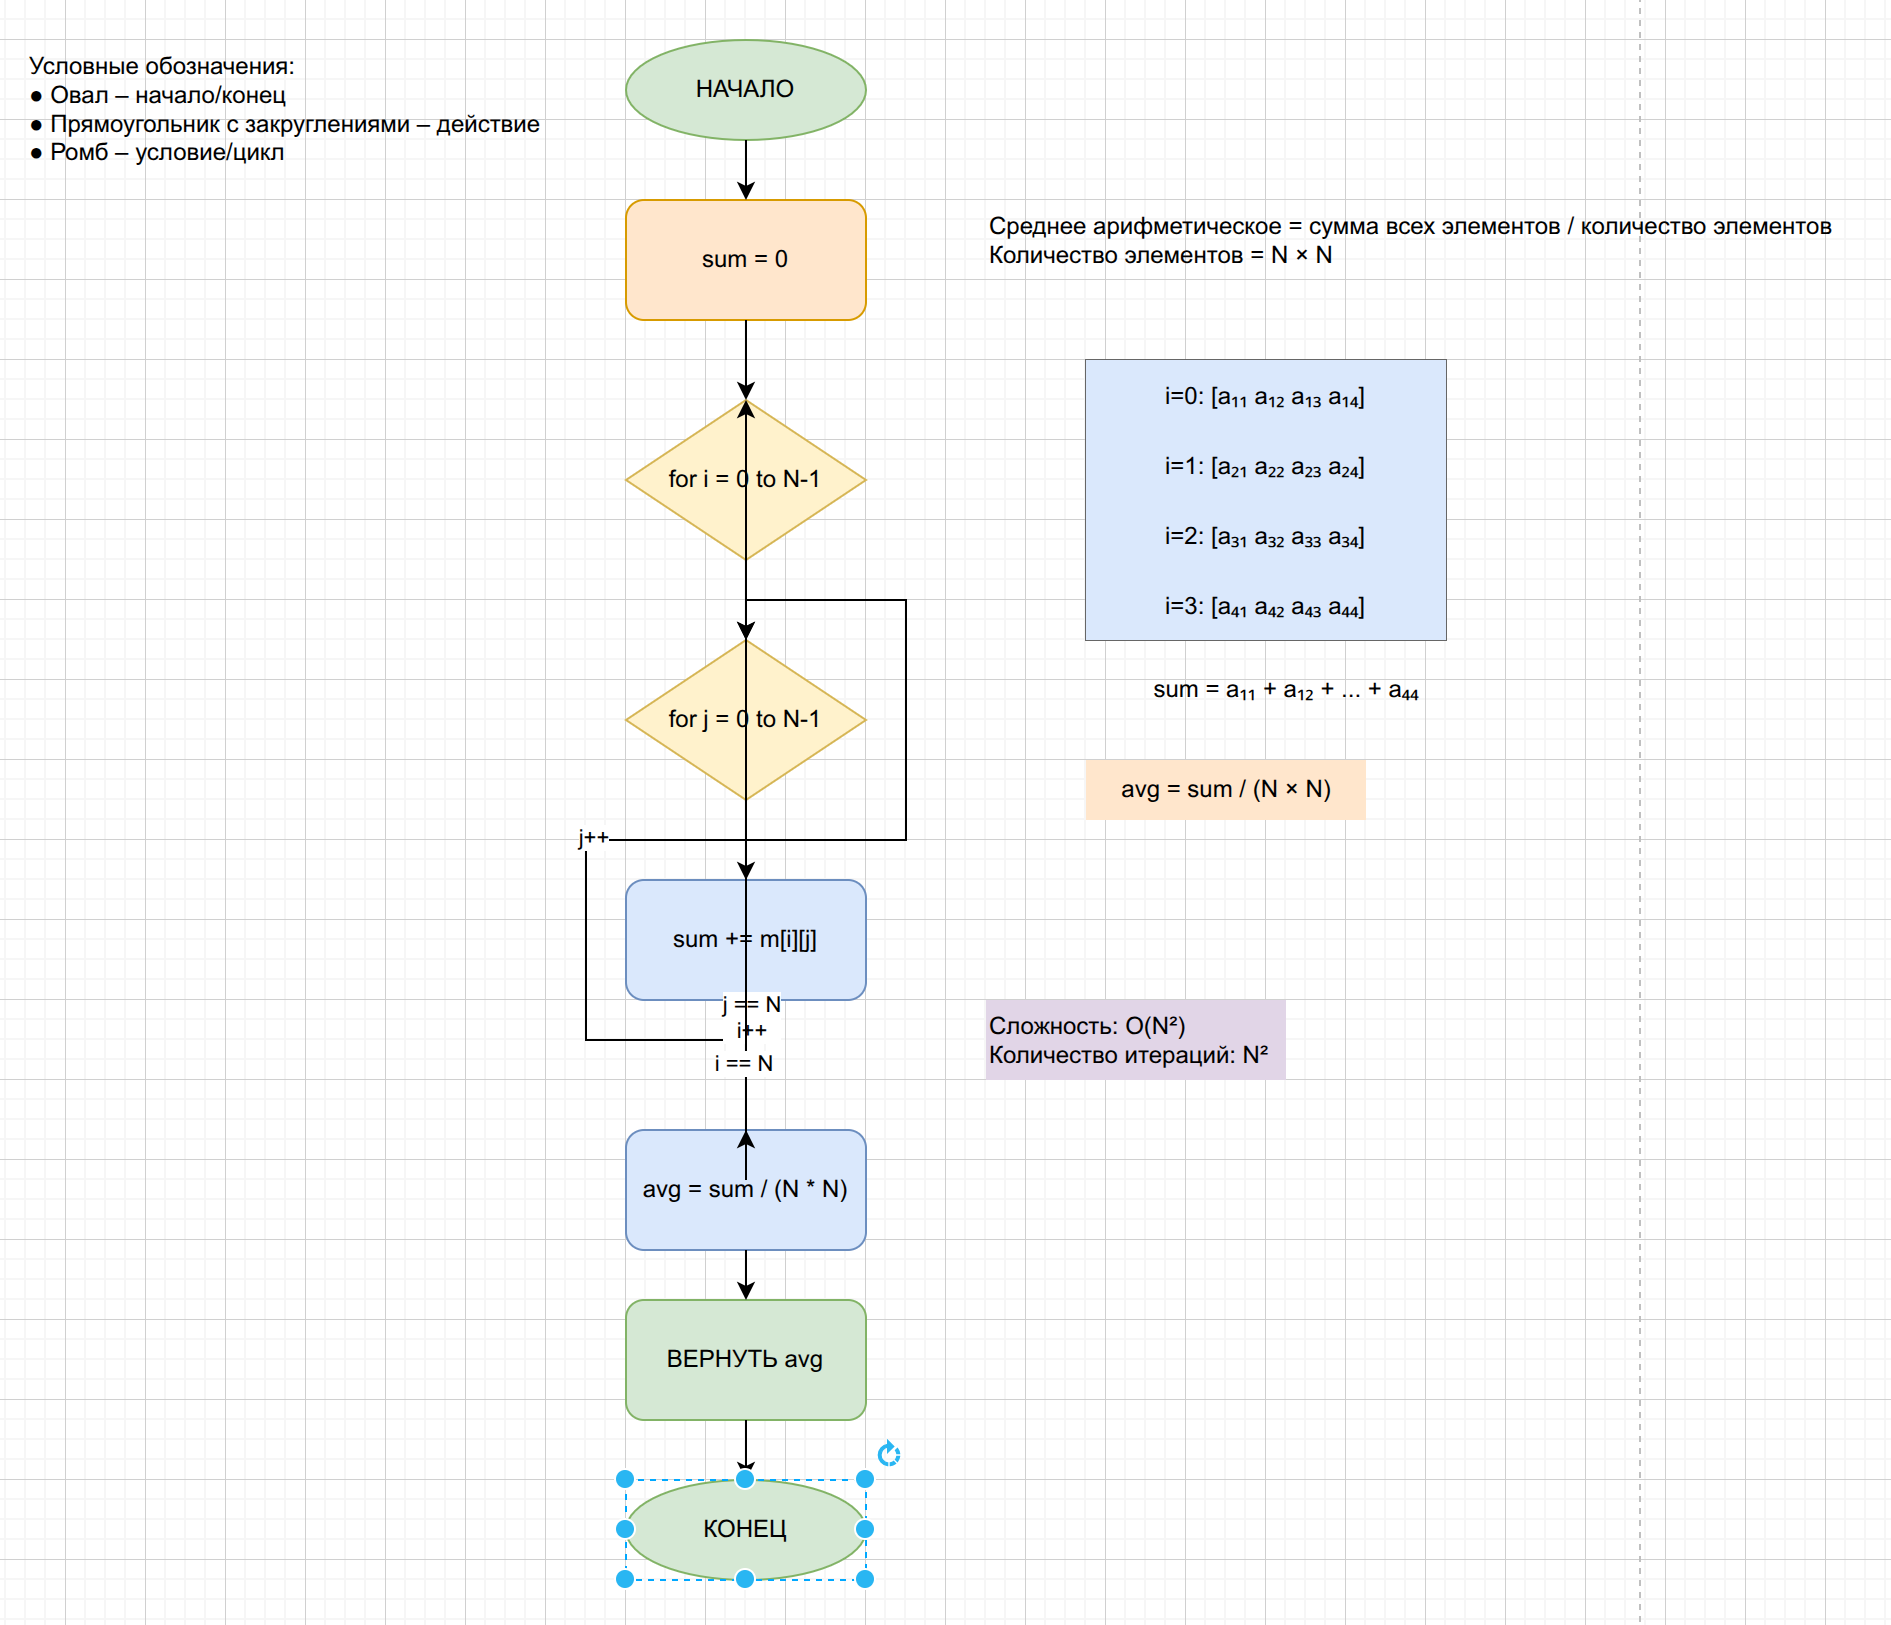 Условные обозначения:
● Овал – начало/конец
● Прямоугольник с закруглениями – действие
● Ромб – условие/цикл
НАЧАЛО
sum = 0
Среднее арифметическое = сумма всех элементов / количество элементов
Количество элементов = N × N
for i = 0 to N-1
i=0: [a₁₁ a₁₂ a₁₃ a₁₄]
i=1: [a₂₁ a₂₂ a₂₃ a₂₄]
i=2: [a₃₁ a₃₂ a₃₃ a₃₄]
i=3: [a₄₁ a₄₂ a₄₃ a₄₄]
for j = 0 to N-1
sum = a₁₁ + a₁₂ + ... + a₄₄
avg = sum / (N × N)
j++
sum += m[i][j]
j == N
i++
i == N
Сложность: O(N²)
Количество итераций: N²
avg = sum / (N * N)
ВЕРНУТЬ avg
КОНЕЦ